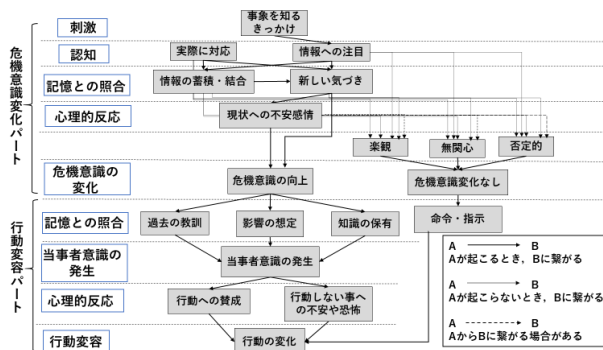 危機意識変化パート
行動変容パート
刺激
認知
記憶との照合
心理的反応
危機意識の
変化
記憶との照合
当事者意識
の発生
心理的反応
行動変容
事象を知る
きっかけ
実際に対応
情報への注目
情報の蓄積・結合
新しい気づき
現状への不安感情
楽観
無関心
否定的
危機意識の向上
危機意識変化なし
過去の教訓
影響の想定
知識の保有
命令・指示
当事者意識の発生
行動への賛成
行動しない事へ
の不安や恐怖
行動の変化
A B
Aが起こるとき，Bに繋がる
A B
Aが起こらないとき，Bに繋がる
A B
AからBに繋がる場合がある